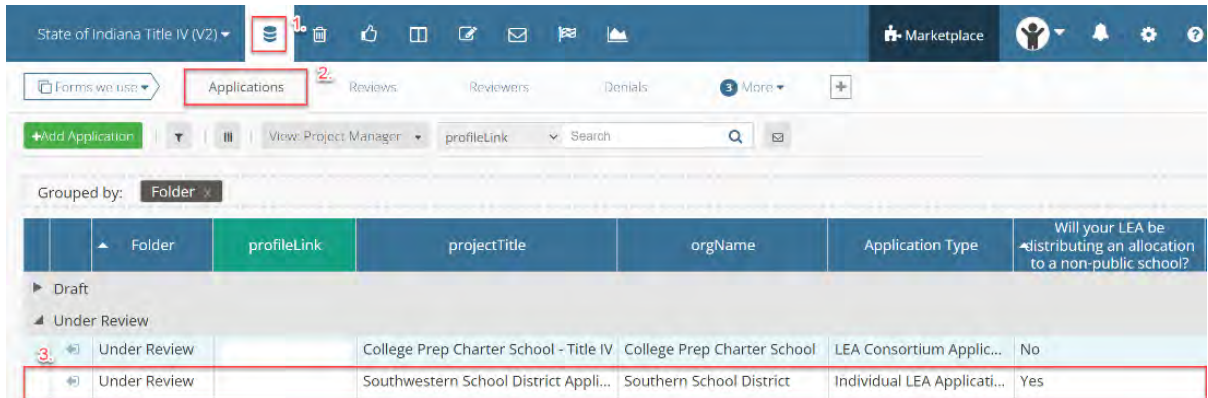 State of Indiana Title IV (V2) 1. Marketplace
Forms we use Applications 2. Reviews Reviewers Denials 3 More +
+Add Application View: Project Manager profileLink Search
Grouped by: Folder x
Folder profileLink projectTitle orgName Application Type Will your LEA be distributing an allocation to a non-public school?
Draft
Under Review
3. Under Review College Prep Charter School - Title IV College Prep Charter School LEA Consortium Applic... No
Under Review Southwestern School District Appli... Southern School District Individual LEA Applicati... Yes